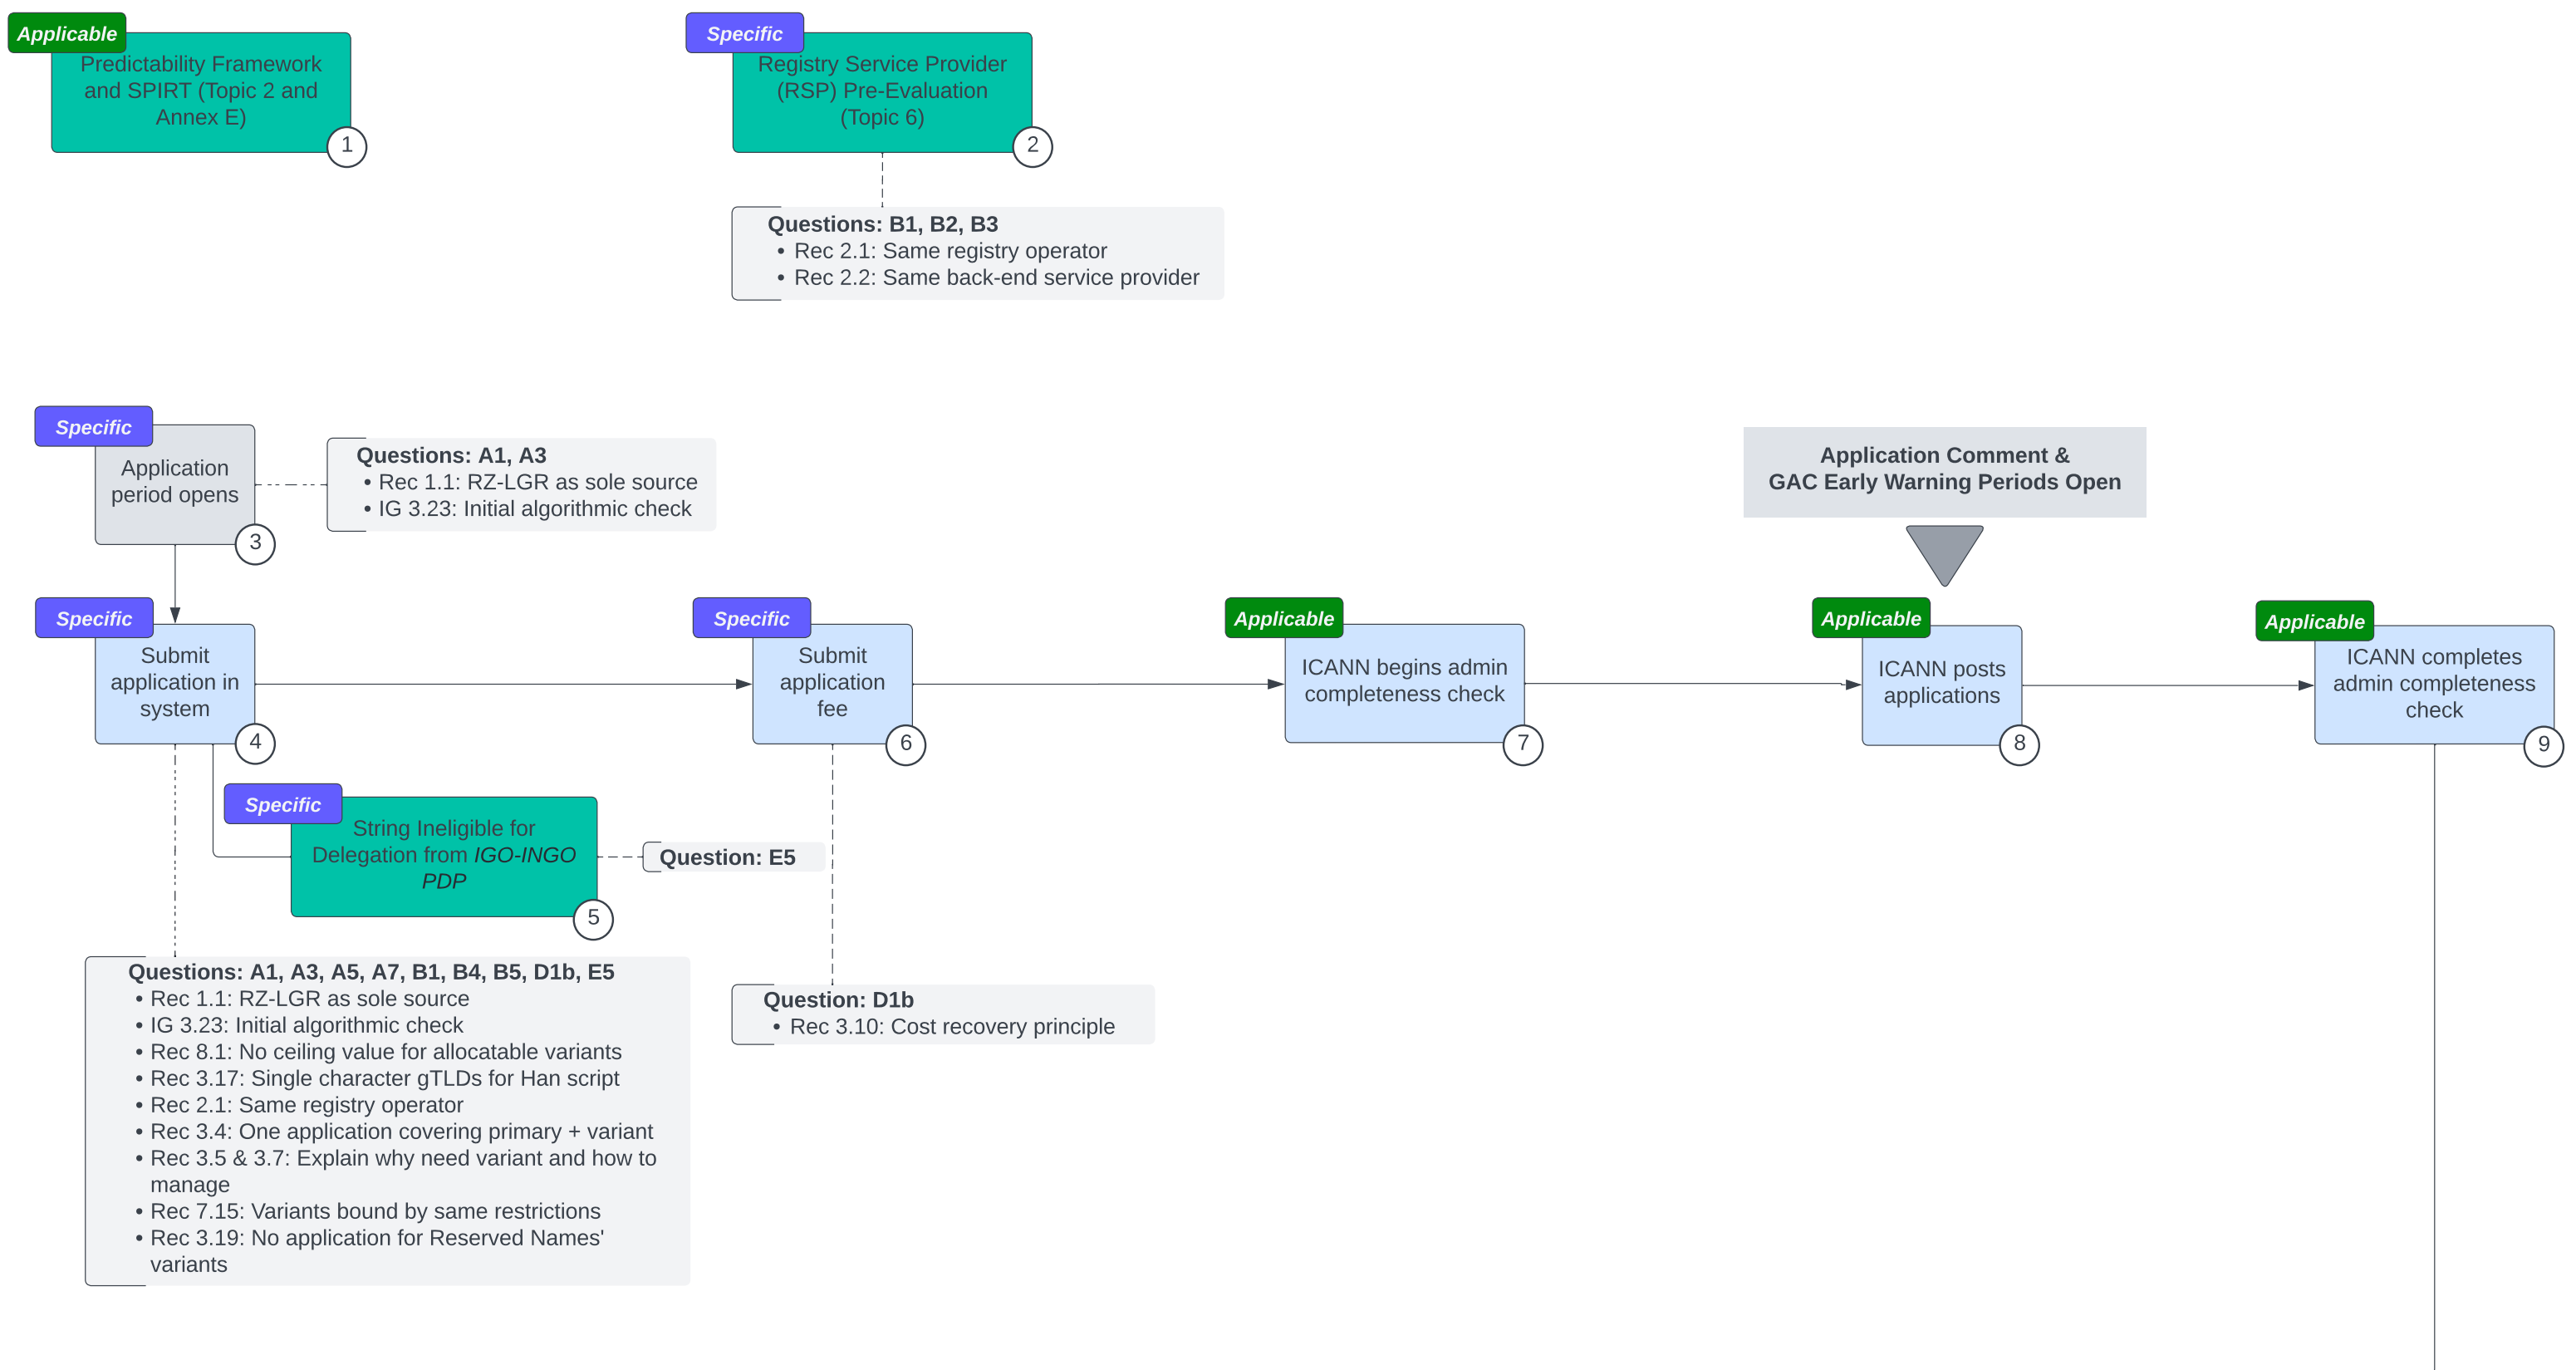 Applicable
Predictability Framework
and SPIRT (Topic 2 and
Annex E)
1
Specific
Registry Service Provider
(RSP) Pre-Evaluation
(Topic 6)
2
Questions: B1, B2, B3
• Rec 2.1: Same registry operator
• Rec 2.2: Same back-end service provider
Specific
Application
period opens
3
Questions: A1, A3
• Rec 1.1: RZ-LGR as sole source
• IG 3.23: Initial algorithmic check
Application Comment &
GAC Early Warning Periods Open
Specific
Submit
application in
system
4
Specific
Submit
application
fee
6
Applicable
ICANN begins admin
completeness check
7
Applicable
ICANN posts
applications
8
Applicable
ICANN completes
admin completeness
check
9
Specific
String Ineligible for
Delegation from IGO-INGO
PDP
5
Question: E5
Questions: A1, A3, A5, A7, B1, B4, B5, D1b, E5
• Rec 1.1: RZ-LGR as sole source
• IG 3.23: Initial algorithmic check
• Rec 8.1: No ceiling value for allocatable variants
• Rec 3.17: Single character gTLDs for Han script
• Rec 2.1: Same registry operator
• Rec 3.4: One application covering primary + variant
• Rec 3.5 & 3.7: Explain why need variant and how to
manage
• Rec 7.15: Variants bound by same restrictions
• Rec 3.19: No application for Reserved Names'
variants
Question: D1b
• Rec 3.10: Cost recovery principle